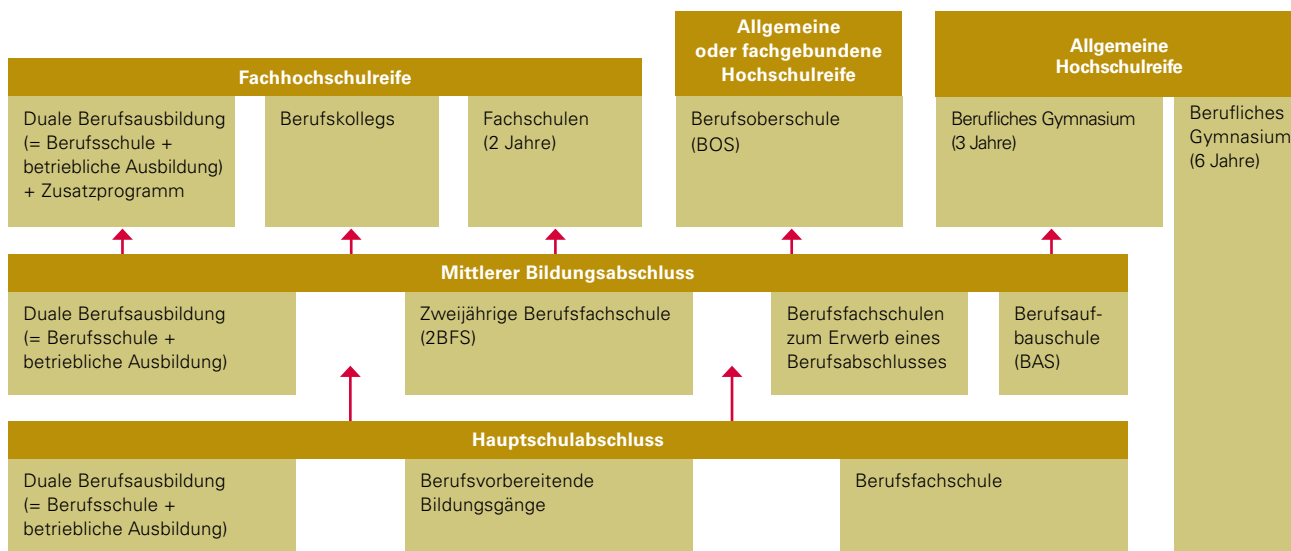 Fachhochschulreife
Allgemeine
oder fachgebundene
Hochschulreife
Allgemeine
Hochschulreife
Duale Berufsausbildung
(= Berufsschule +
betriebliche Ausbildung)
+ Zusatzprogramm
Berufskollegs
Fachschulen
(2 Jahre)
Berufsoberschule
(BOS)
Berufliches Gymnasium
(3 Jahre)
Berufliches
Gymnasium
(6 Jahre)
Mittlerer Bildungsabschluss
Duale Berufsausbildung
(= Berufsschule +
betriebliche Ausbildung)
Zweijährige Berufsfachschule
(2BFS)
Berufsfachschulen
zum Erwerb eines
Berufsabschlusses
Berufsauf-
bauschule
(BAS)
Hauptschulabschluss
Duale Berufsausbildung
(= Berufsschule +
betriebliche Ausbildung)
Berufsvorbereitende
Bildungsgänge
Berufsfachschule